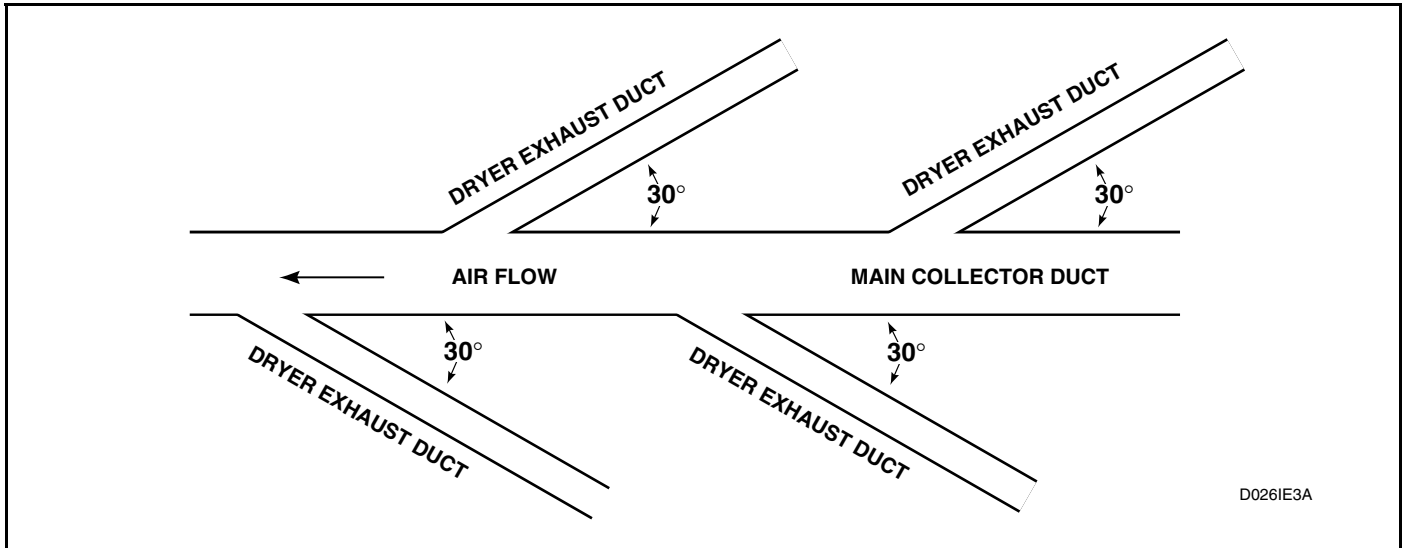 DRYER EXHAUST DUCT
DRYER EXHAUST DUCT
30°
30°
AIR FLOW
MAIN COLLECTOR DUCT
30°
30°
DRYER EXHAUST DUCT
DRYER EXHAUST DUCT
D026IE3A